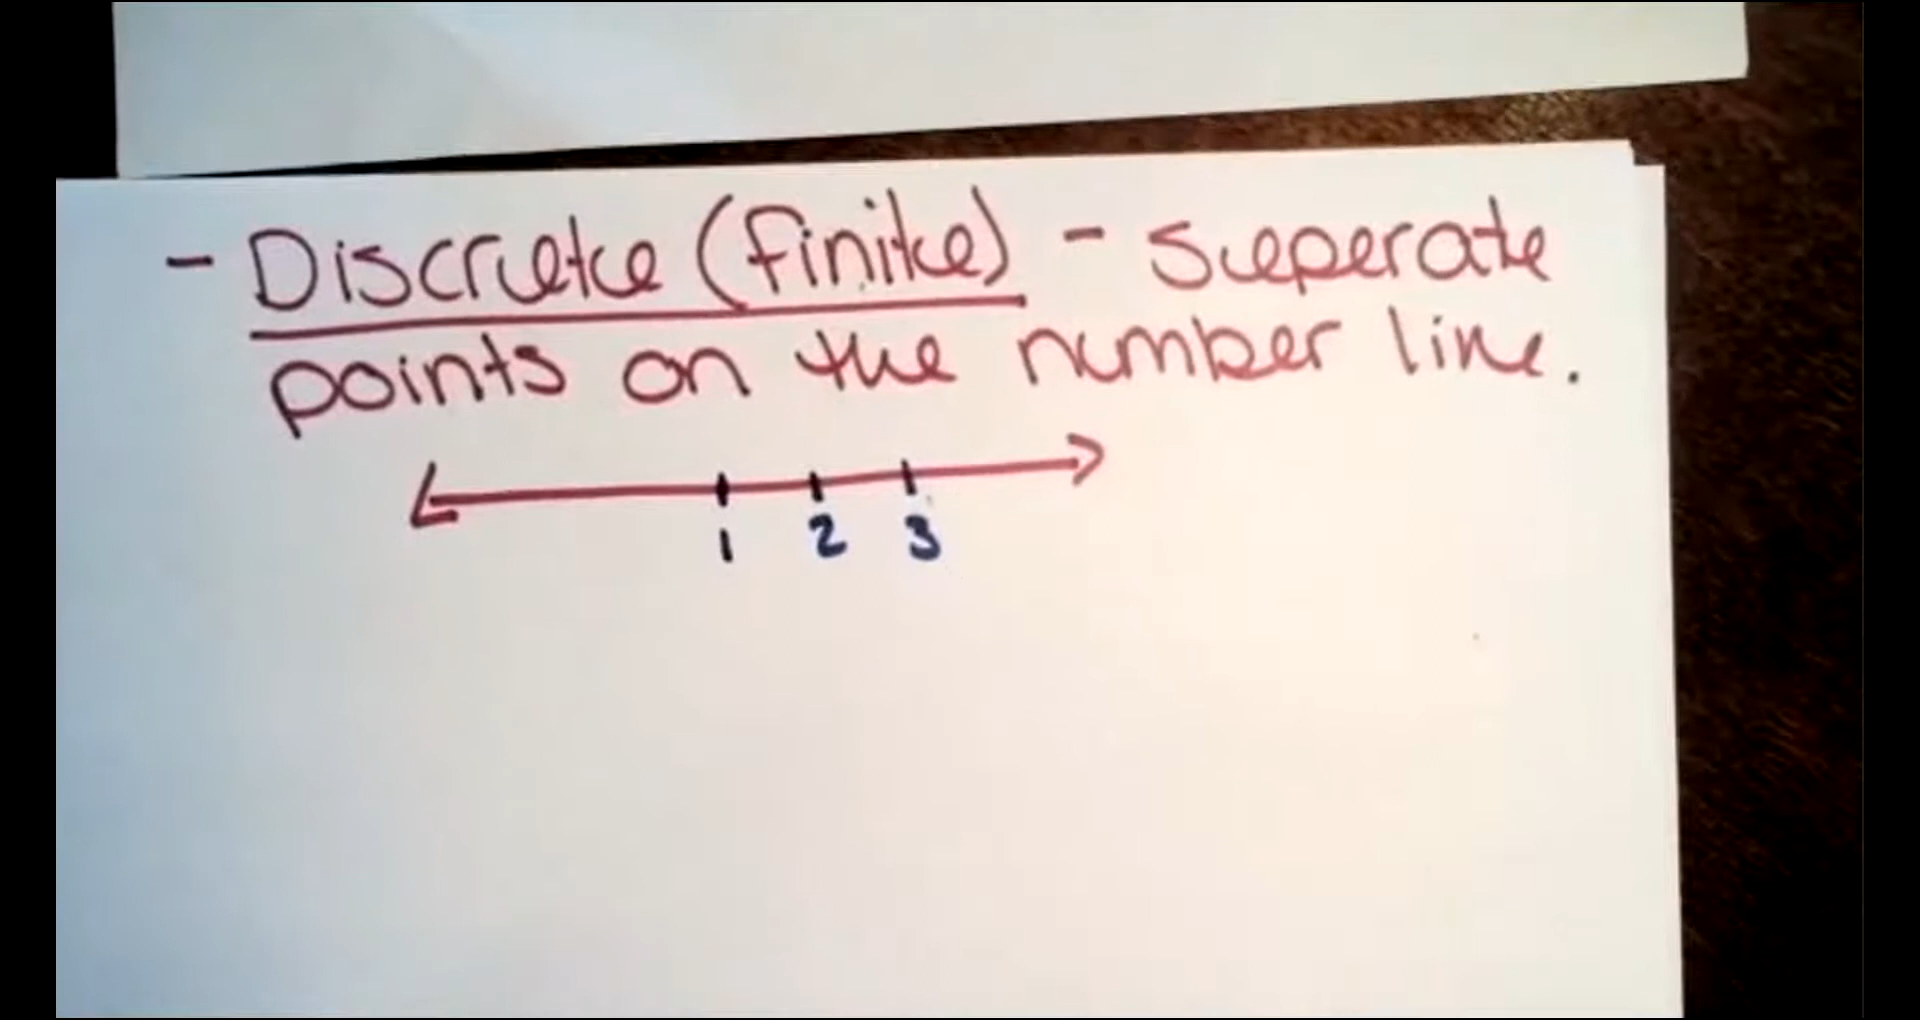 - Discrete (finite) - seperate
points on the number line.
1 2 3